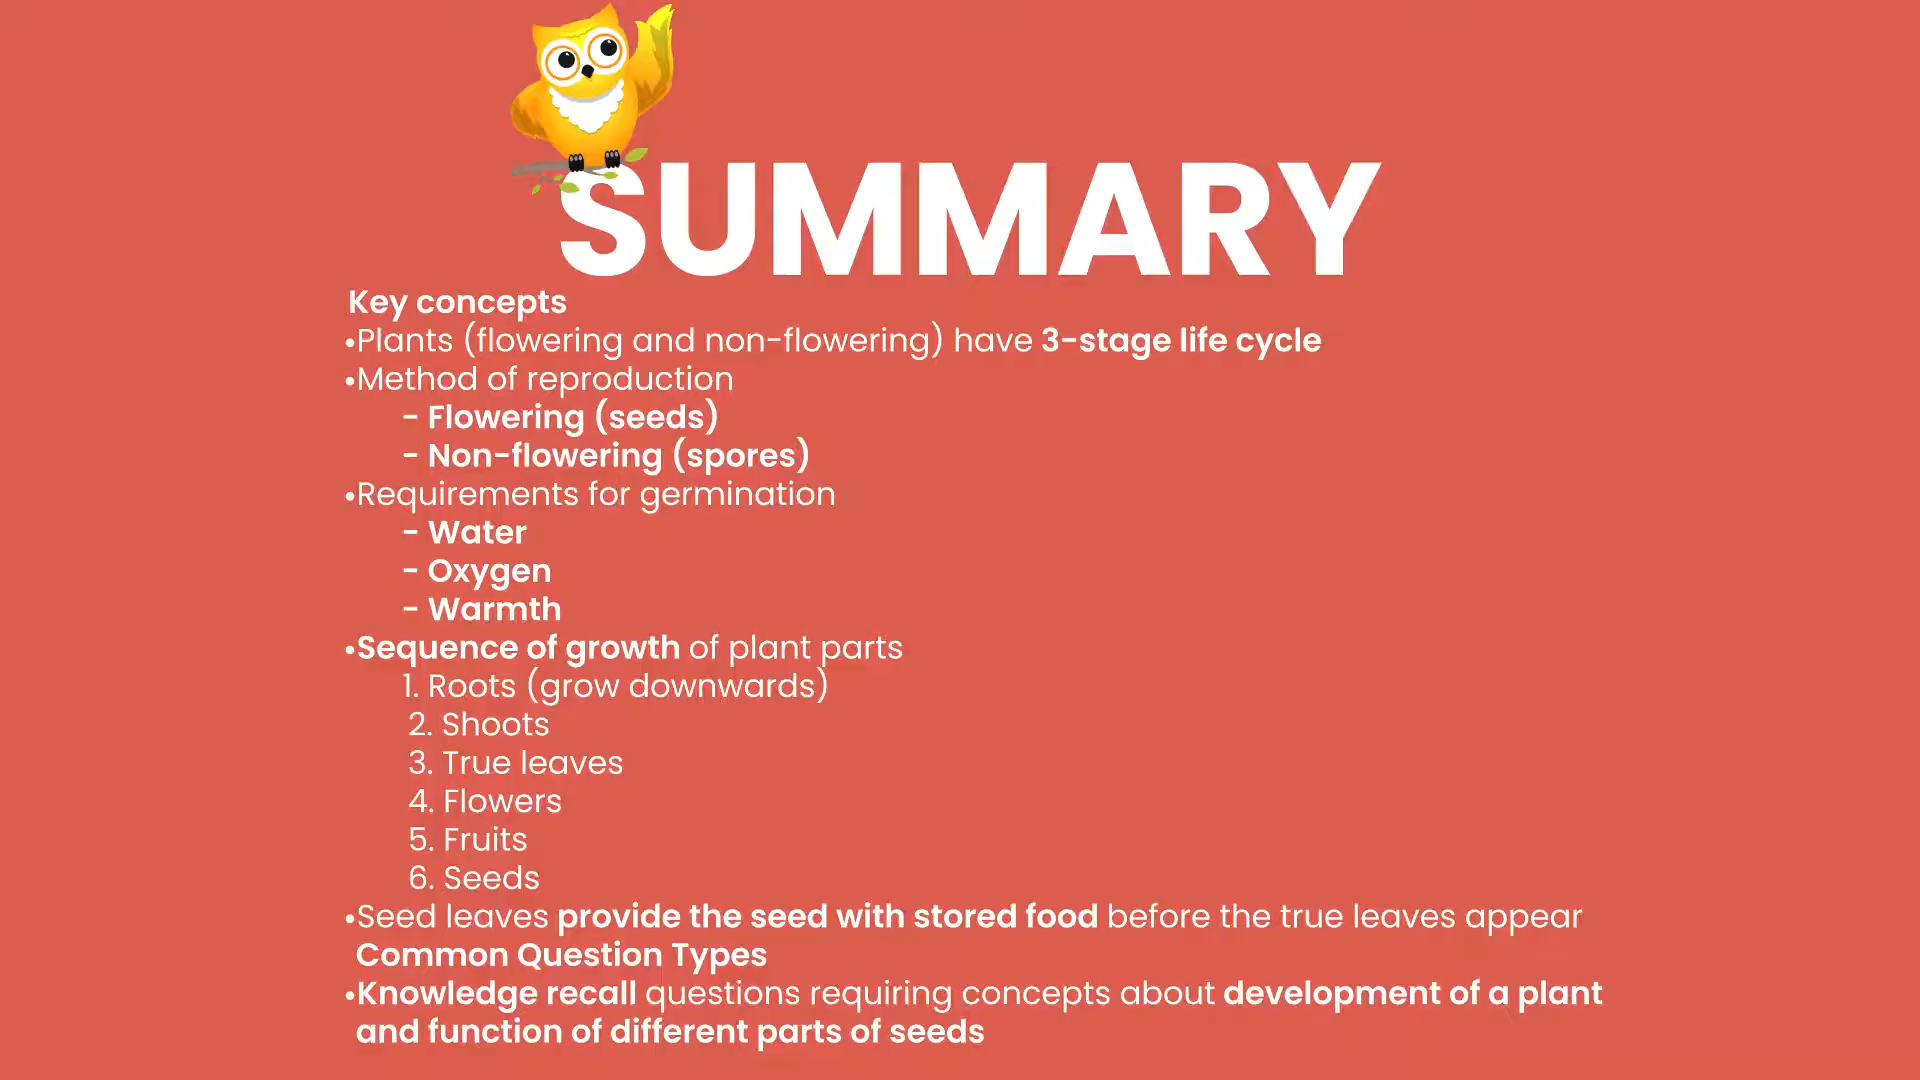 SUMMARY
Key concepts
•Plants (flowering and non-flowering) have 3-stage life cycle
•Method of reproduction
- Flowering (seeds)
- Non-flowering (spores)
•Requirements for germination
- Water
- Oxygen
- Warmth
•Sequence of growth of plant parts
1. Roots (grow downwards)
2. Shoots
3. True leaves
4. Flowers
5. Fruits
6. Seeds
•Seed leaves provide the seed with stored food before the true leaves appear
Common Question Types
•Knowledge recall questions requiring concepts about development of a plant
and function of different parts of seeds